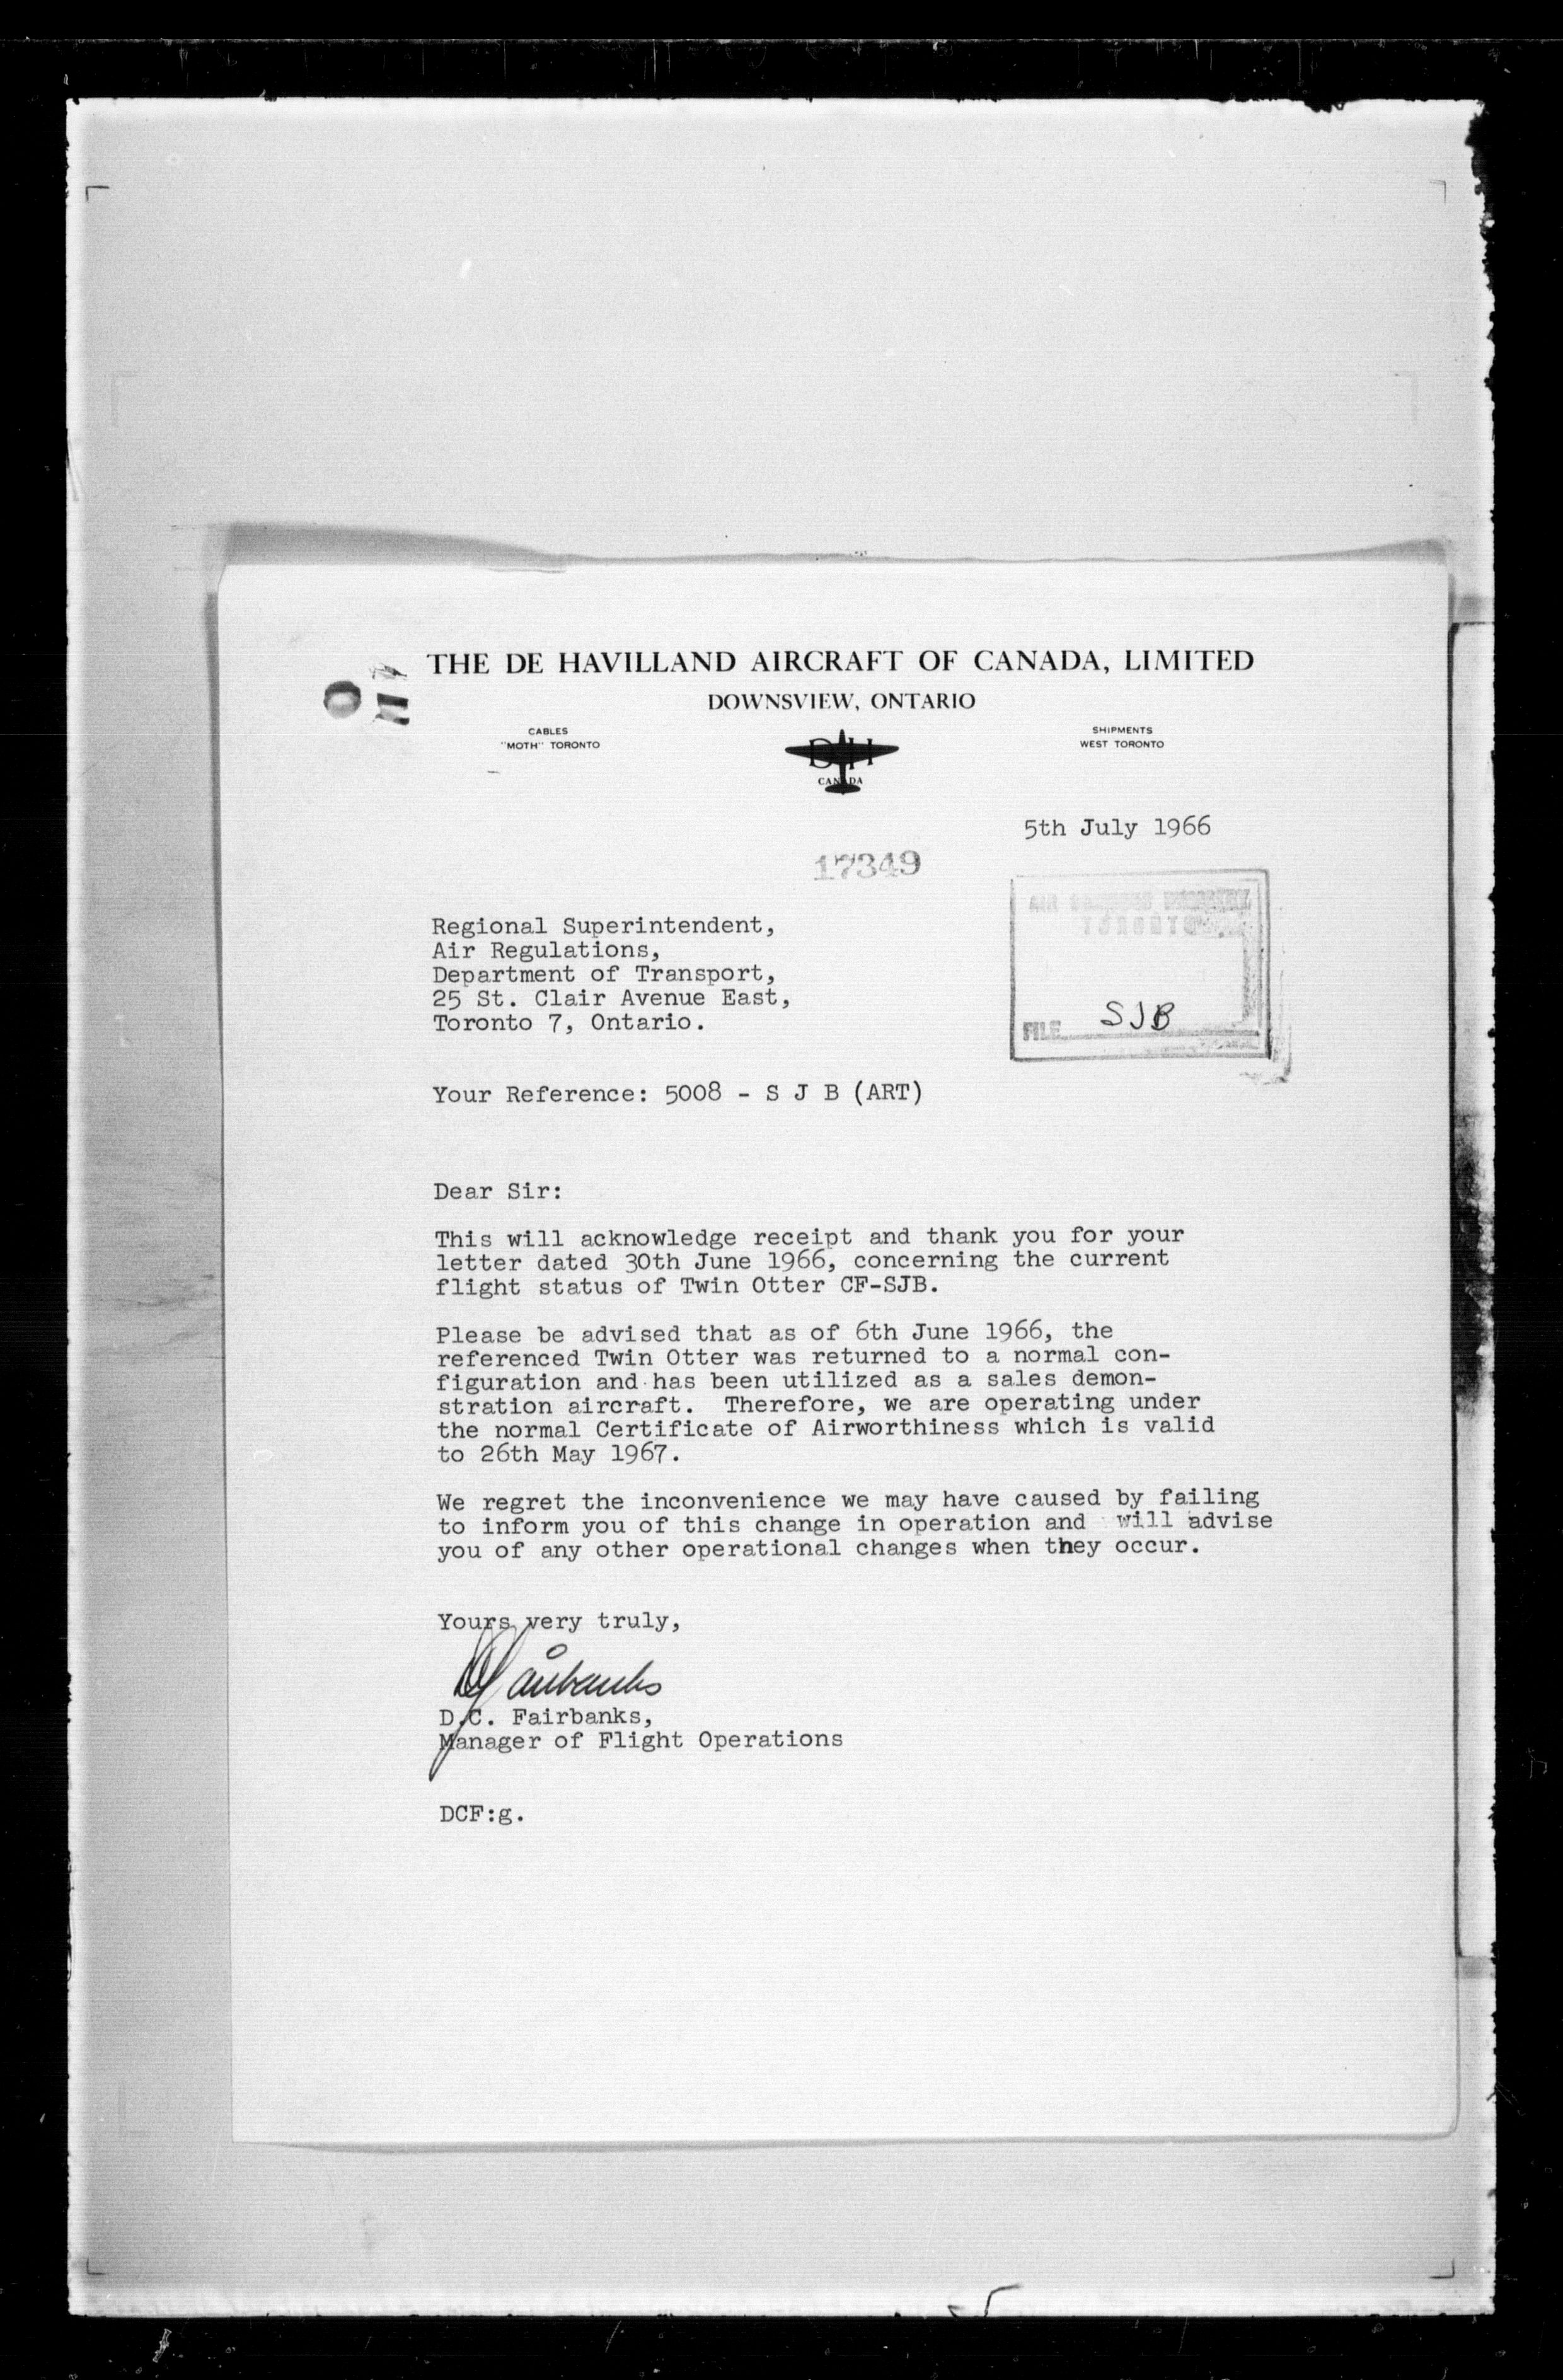 THE DE HAVILLAND AIRCRAFT OF CANADA, LIMITED
DOWNSVIEW, ONTARIO
CABLES
"MOTH" TORONTO
SHIPMENTS
WEST TORONTO
DH
CANADA
5th July 1966
17349
Regional Superintendent,
Air Regulations,
Department of Transport,
25 St. Clair Avenue East,
Toronto 7, Ontario.
AIR
TORONTO
FILE SJB
Your Reference: 5008 - S J B (ART)
Dear Sir:
This will acknowledge receipt and thank you for your
letter dated 30th June 1966, concerning the current
flight status of Twin Otter CF-SJB.
Please be advised that as of 6th June 1966, the
referenced Twin Otter was returned to a normal con-
figuration and has been utilized as a sales demon-
stration aircraft. Therefore, we are operating under
the normal Certificate of Airworthiness which is valid
to 26th May 1967.
We regret the inconvenience we may have caused by failing
to inform you of this change in operation and will advise
you of any other operational changes when they occur.
Yours very truly,
D.C. Fairbanks,
Manager of Flight Operations
DCF:g.